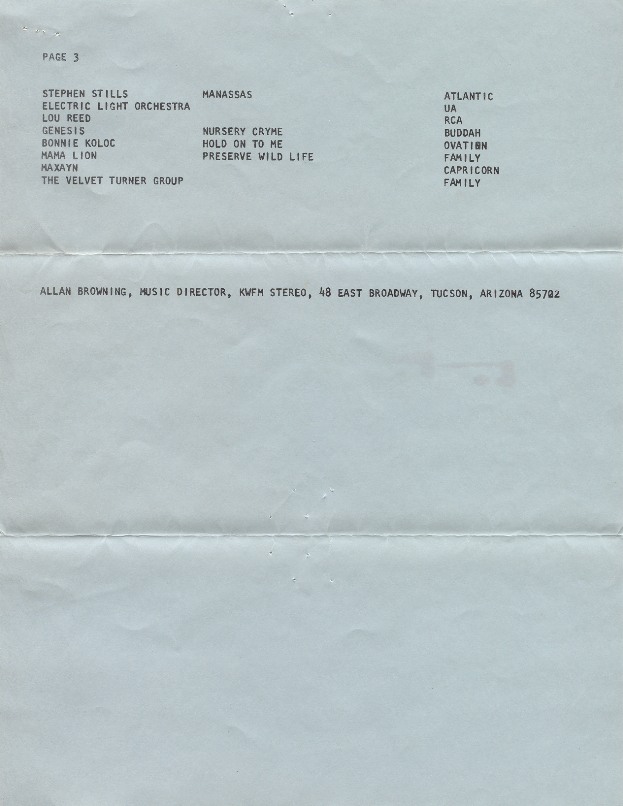 PAGE 3
STEPHEN STILLS MANASSAS ATLANTIC
ELECTRIC LIGHT ORCHESTRA UA
LOU REED RCA
GENESIS NURSERY CRYME BUDDAH
BONNIE KOLOC HOLD ON TO ME OVATION
MAMA LION PRESERVE WILD LIFE FAMILY
MAXAYN CAPRICORN
THE VELVET TURNER GROUP FAMILY
ALLAN BROWNING, MUSIC DIRECTOR, KWFM STEREO, 48 EAST BROADWAY, TUCSON, ARIZONA 85702